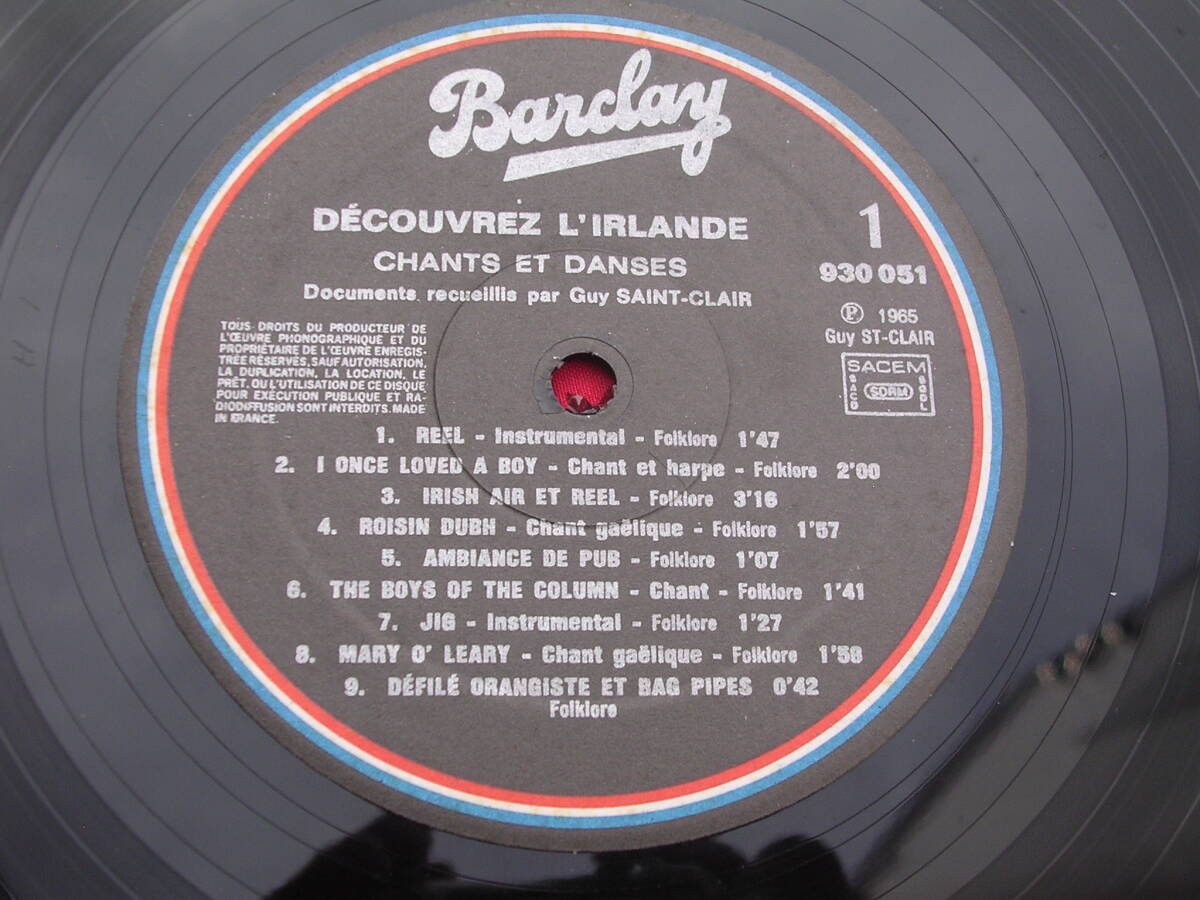 Barclay
DÉCOUVREZ L'IRLANDE
CHANTS ET DANSES
Documents recueillis par Guy SAINT-CLAIR
1
930 051
Ⓟ 1965
Guy ST-CLAIR
SACEM
SACD SDRM SGDL
TOUS DROITS DU PRODUCTEUR DE
L'ŒUVRE PHONOGRAPHIQUE ET DU
PROPRIÉTAIRE DE L'ŒUVRE ENREGIS-
TRÉE RÉSERVÉS, SAUF AUTORISATION,
LA DUPLICATION, LA LOCATION, LE
PRÊT, OU L'UTILISATION DE CE DISQUE
POUR EXÉCUTION PUBLIQUE ET RA-
DIODIFFUSION SONT INTERDITS. MADE
IN FRANCE.
1. REEL - Instrumental - Folklore 1'47
2. I ONCE LOVED A BOY - Chant et harpe - Folklore 2'00
3. IRISH AIR ET REEL - Folklore 3'16
4. ROISIN DUBH - Chant gaëlique - Folklore 1'57
5. AMBIANCE DE PUB - Folklore 1'07
6. THE BOYS OF THE COLUMN - Chant - Folklore 1'41
7. JIG - Instrumental - Folklore 1'27
8. MARY O' LEARY - Chant gaëlique - Folklore 1'58
9. DÉFILÉ ORANGISTE ET BAG PIPES 0'42
Folklore